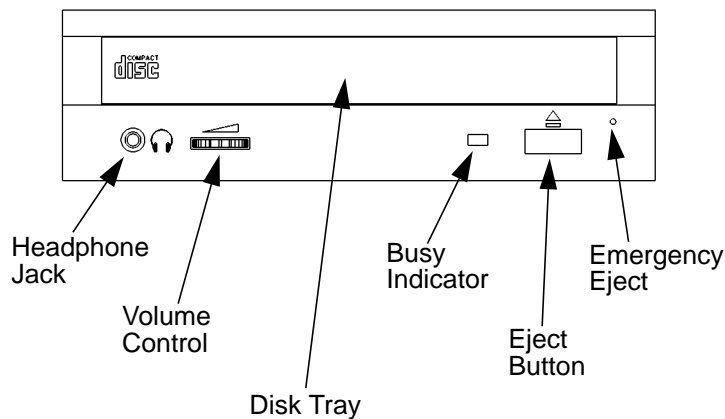 COMPACT
disc
Headphone
Jack
Volume
Control
Disk Tray
Busy
Indicator
Eject
Button
Emergency
Eject